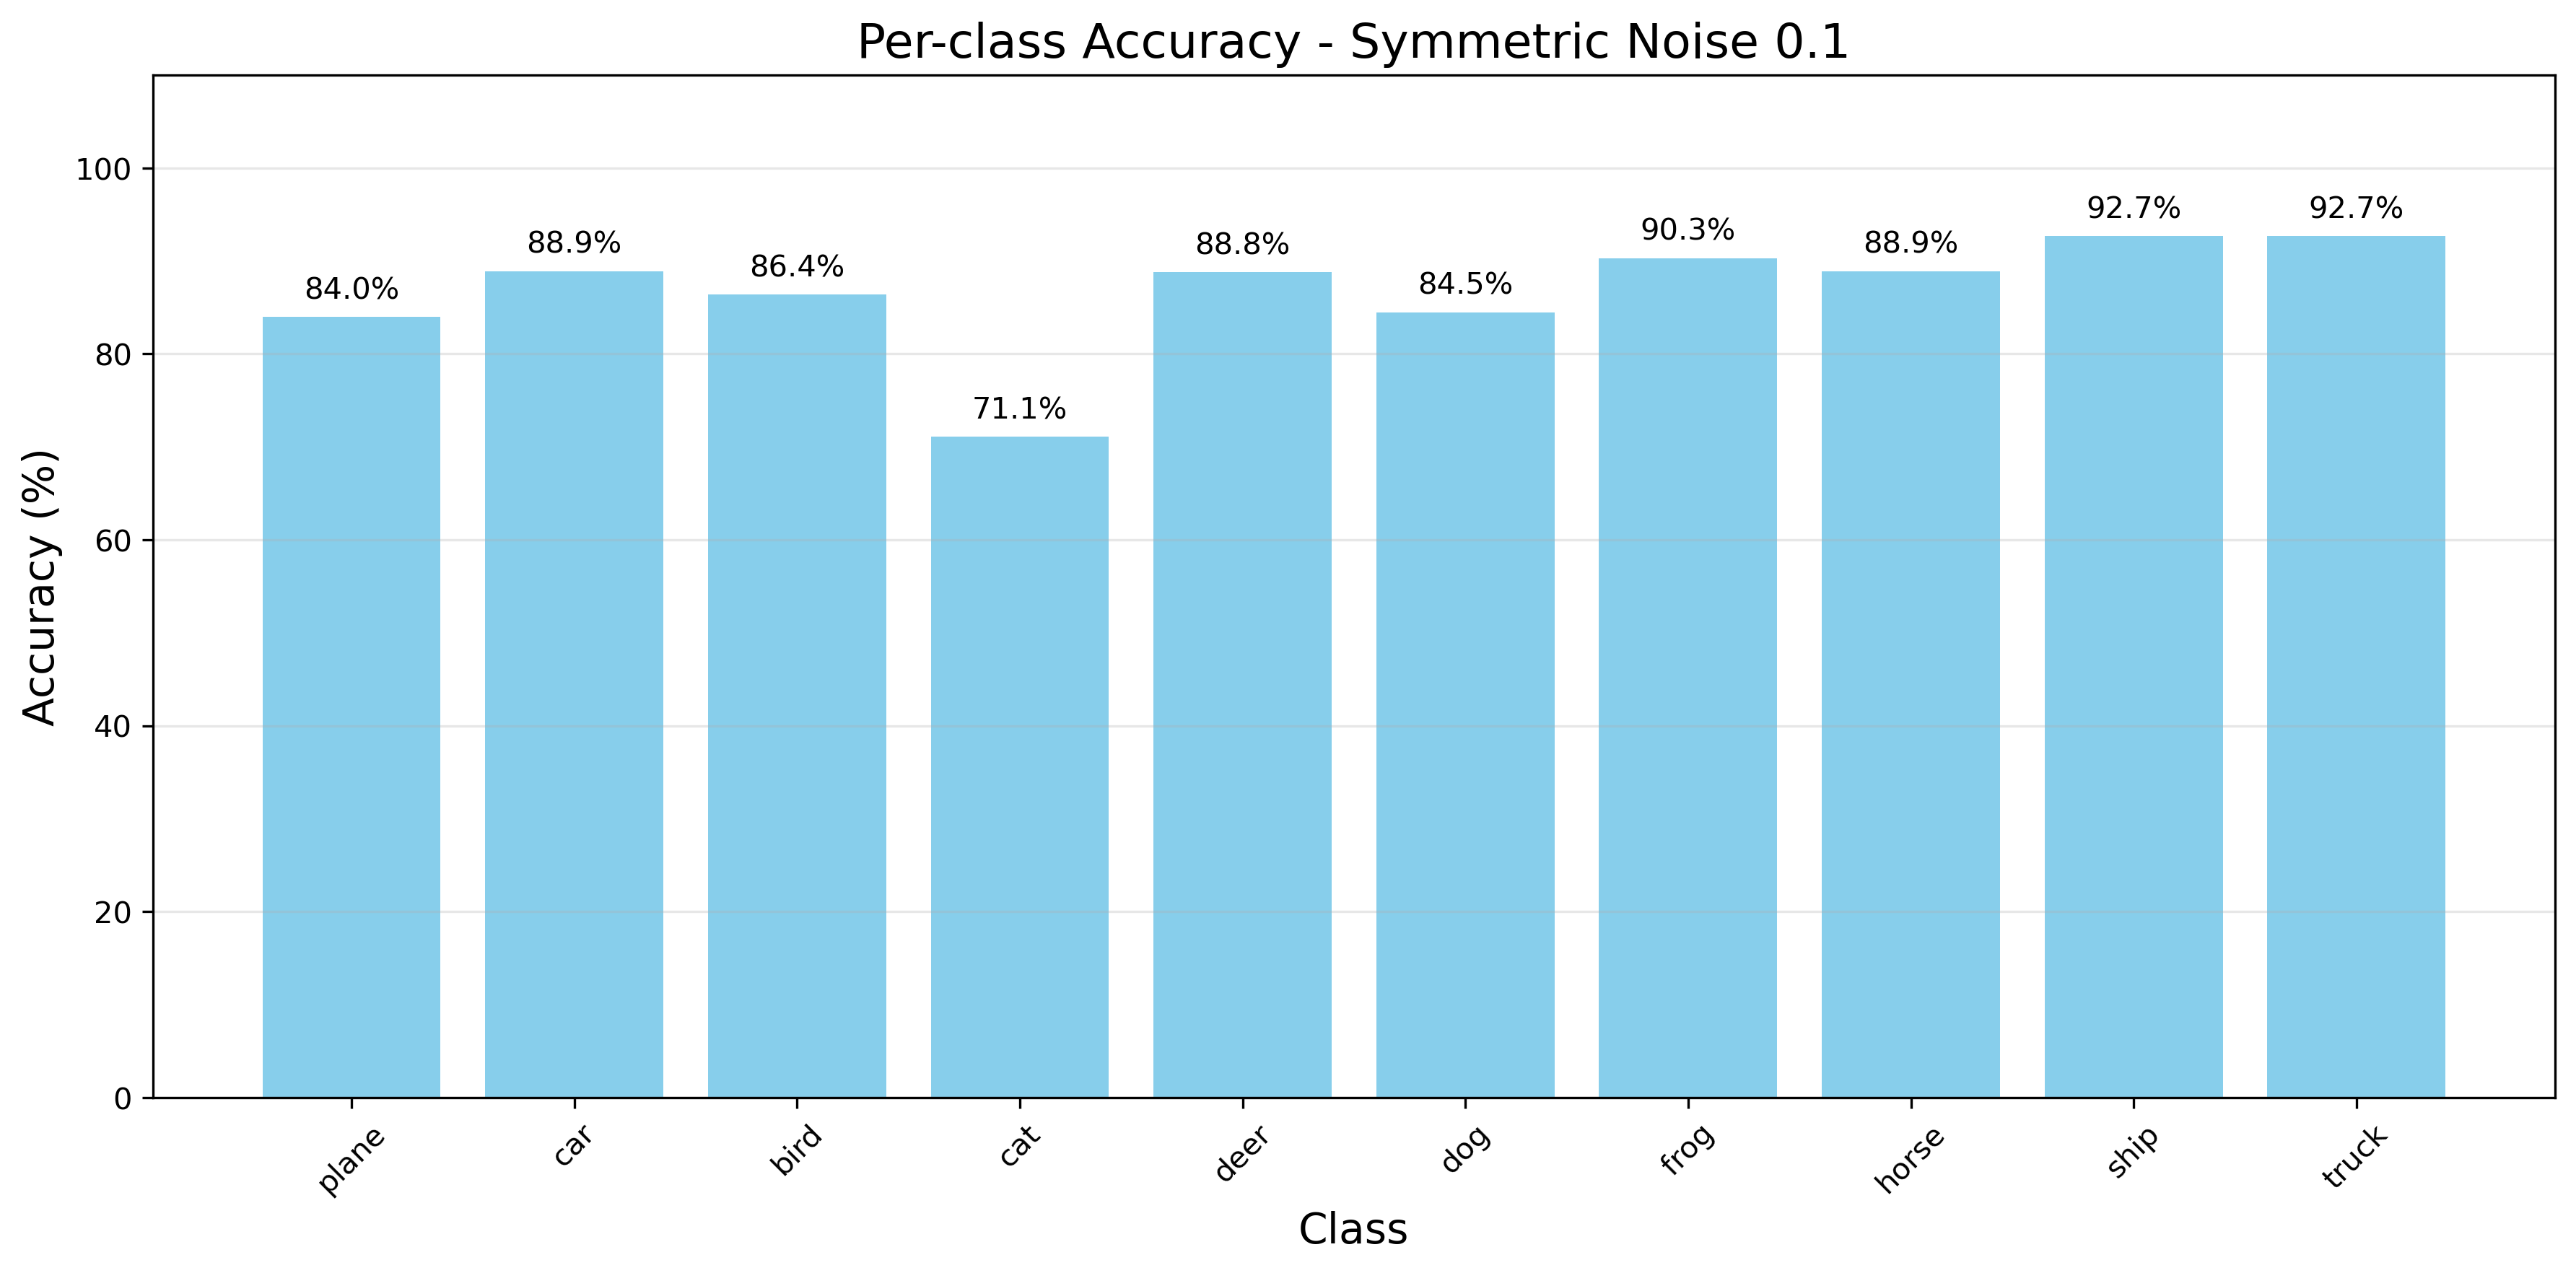 Per-class Accuracy - Symmetric Noise 0.1
Accuracy (%)
100
80
60
40
20
0
84.0%
88.9%
86.4%
71.1%
88.8%
84.5%
90.3%
88.9%
92.7%
92.7%
plane
car
bird
cat
deer
dog
frog
horse
ship
truck
Class